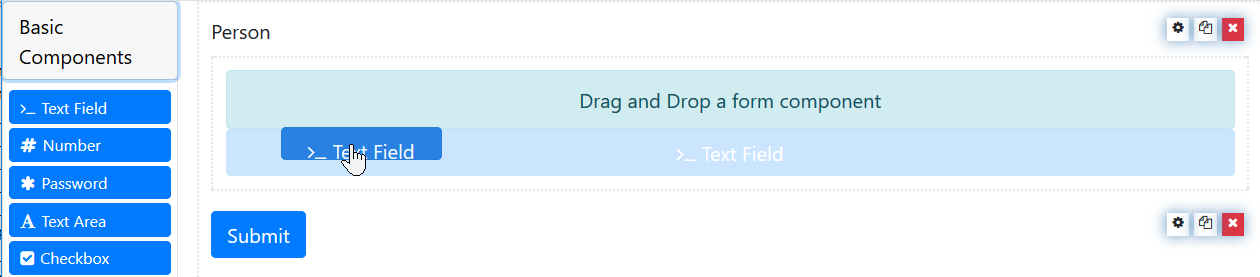 Basic
Components
Text Field
Number
Password
Text Area
Checkbox
Person
Drag and Drop a form component
Text Field
Text Field
Submit